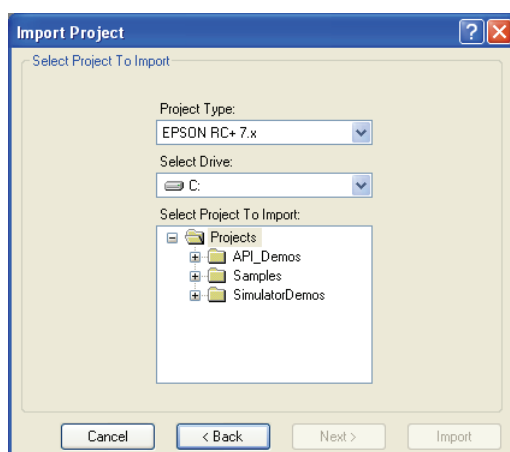 Import Project
Select Project To Import
Project Type:
EPSON RC+ 7.x
Select Drive:
C:
Select Project To Import:
Projects
API_Demos
Samples
SimulatorDemos
Cancel < Back Next > Import